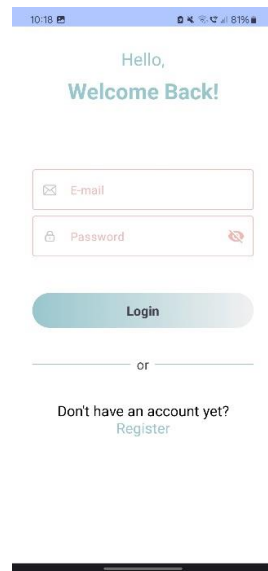 10:18 81%
Hello,
Welcome Back!
E-mail
Password
Login
or
Don't have an account yet?
Register